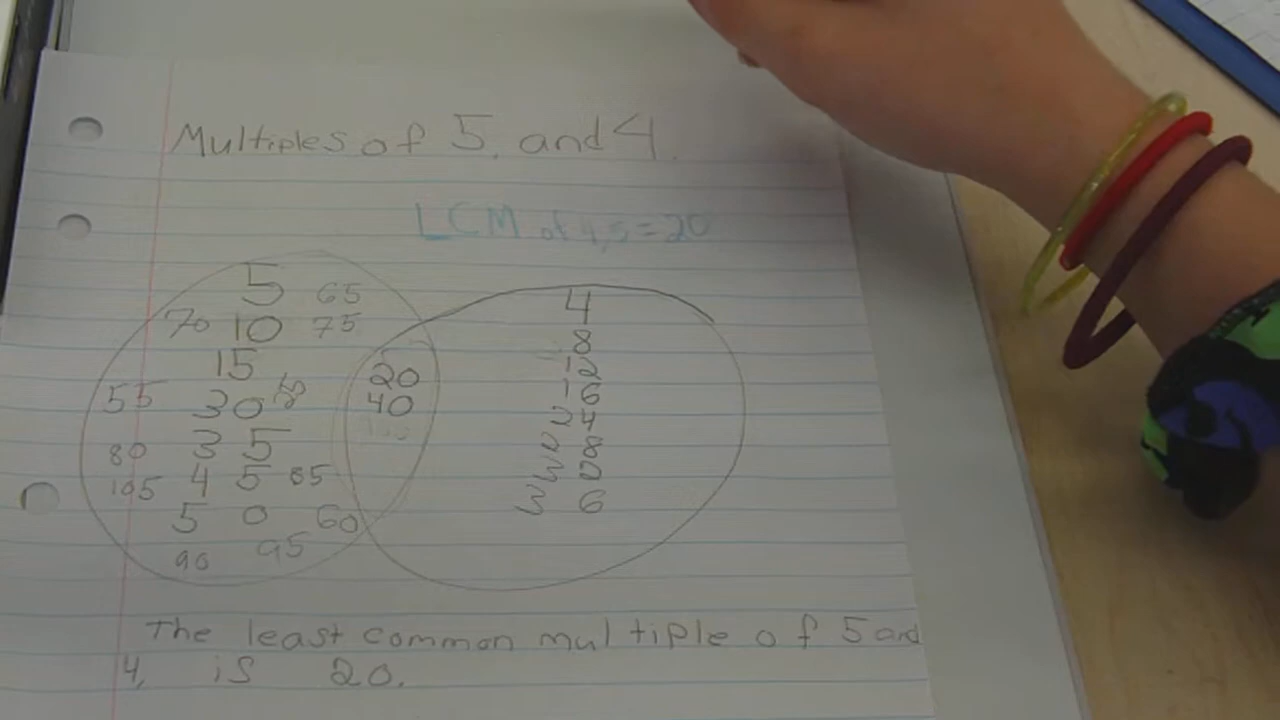 Multiples of 5 and 4.
LCM of 4,5 = 20
5 65
70 10 75
15
55 30
80 35
105 45 85
50 60
90 95
20
40
4
8
12
16
24
28
30
36
The least common multiple of 5 and
4, is 20.